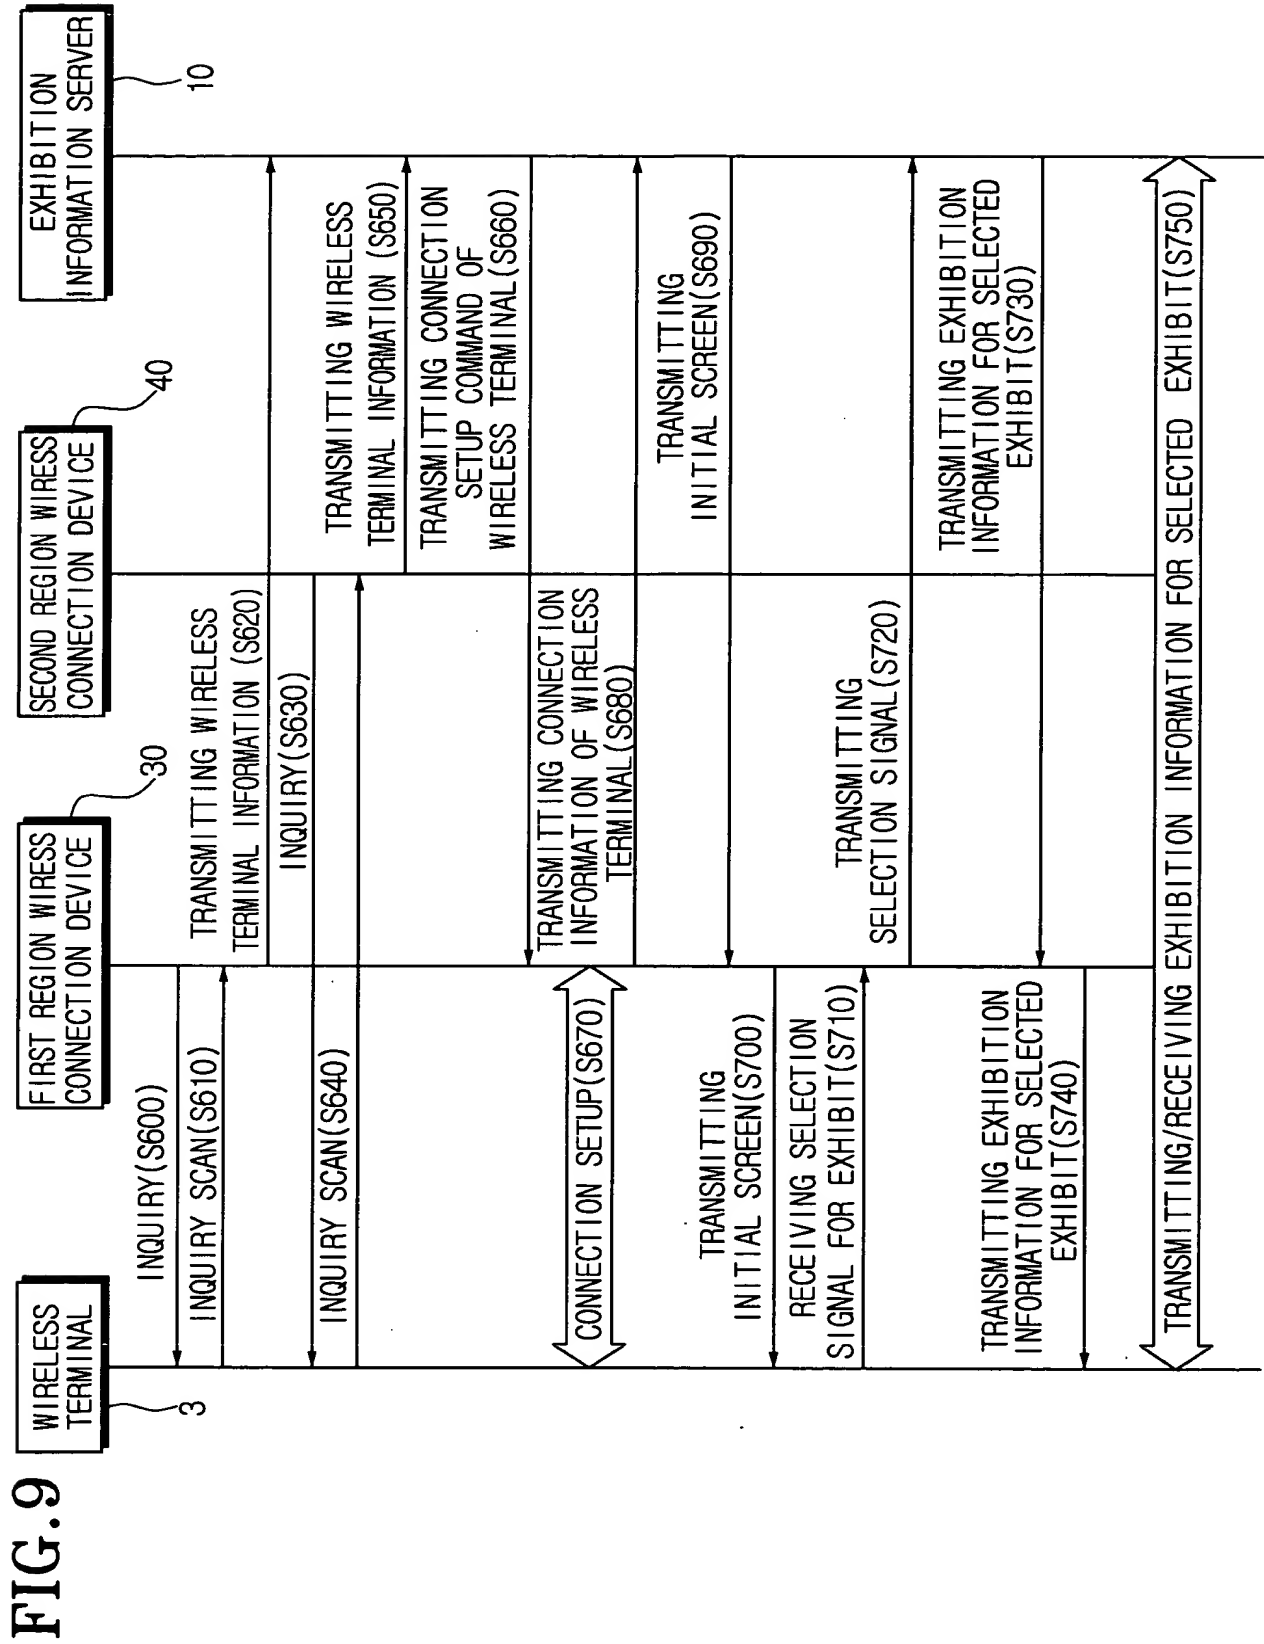 FIG.9
WIRELESS
TERMINAL
3
FIRST REGION WIRESS
CONNECTION DEVICE
30
SECOND REGION WIRESS
CONNECTION DEVICE
40
EXHIBITION
INFORMATION SERVER
10
INQUIRY(S600)
INQUIRY SCAN(S610)
TRANSMITTING WIRELESS
TERMINAL INFORMATION (S620)
INQUIRY(S630)
INQUIRY SCAN(S640)
TRANSMITTING WIRELESS
TERMINAL INFORMATION (S650)
TRANSMITTING CONNECTION
SETUP COMMAND OF
WIRELESS TERMINAL(S660)
CONNECTION SETUP(S670)
TRANSMITTING CONNECTION
INFORMATION OF WIRELESS
TERMINAL(S680)
TRANSMITTING
INITIAL SCREEN(S690)
TRANSMITTING
INITIAL SCREEN(S700)
RECEIVING SELECTION
SIGNAL FOR EXHIBIT(S710)
TRANSMITTING
SELECTION SIGNAL(S720)
TRANSMITTING EXHIBITION
INFORMATION FOR SELECTED
EXHIBIT(S730)
TRANSMITTING EXHIBITION
INFORMATION FOR SELECTED
EXHIBIT(S740)
TRANSMITTING/RECEIVING EXHIBITION INFORMATION FOR SELECTED EXHIBIT(S750)